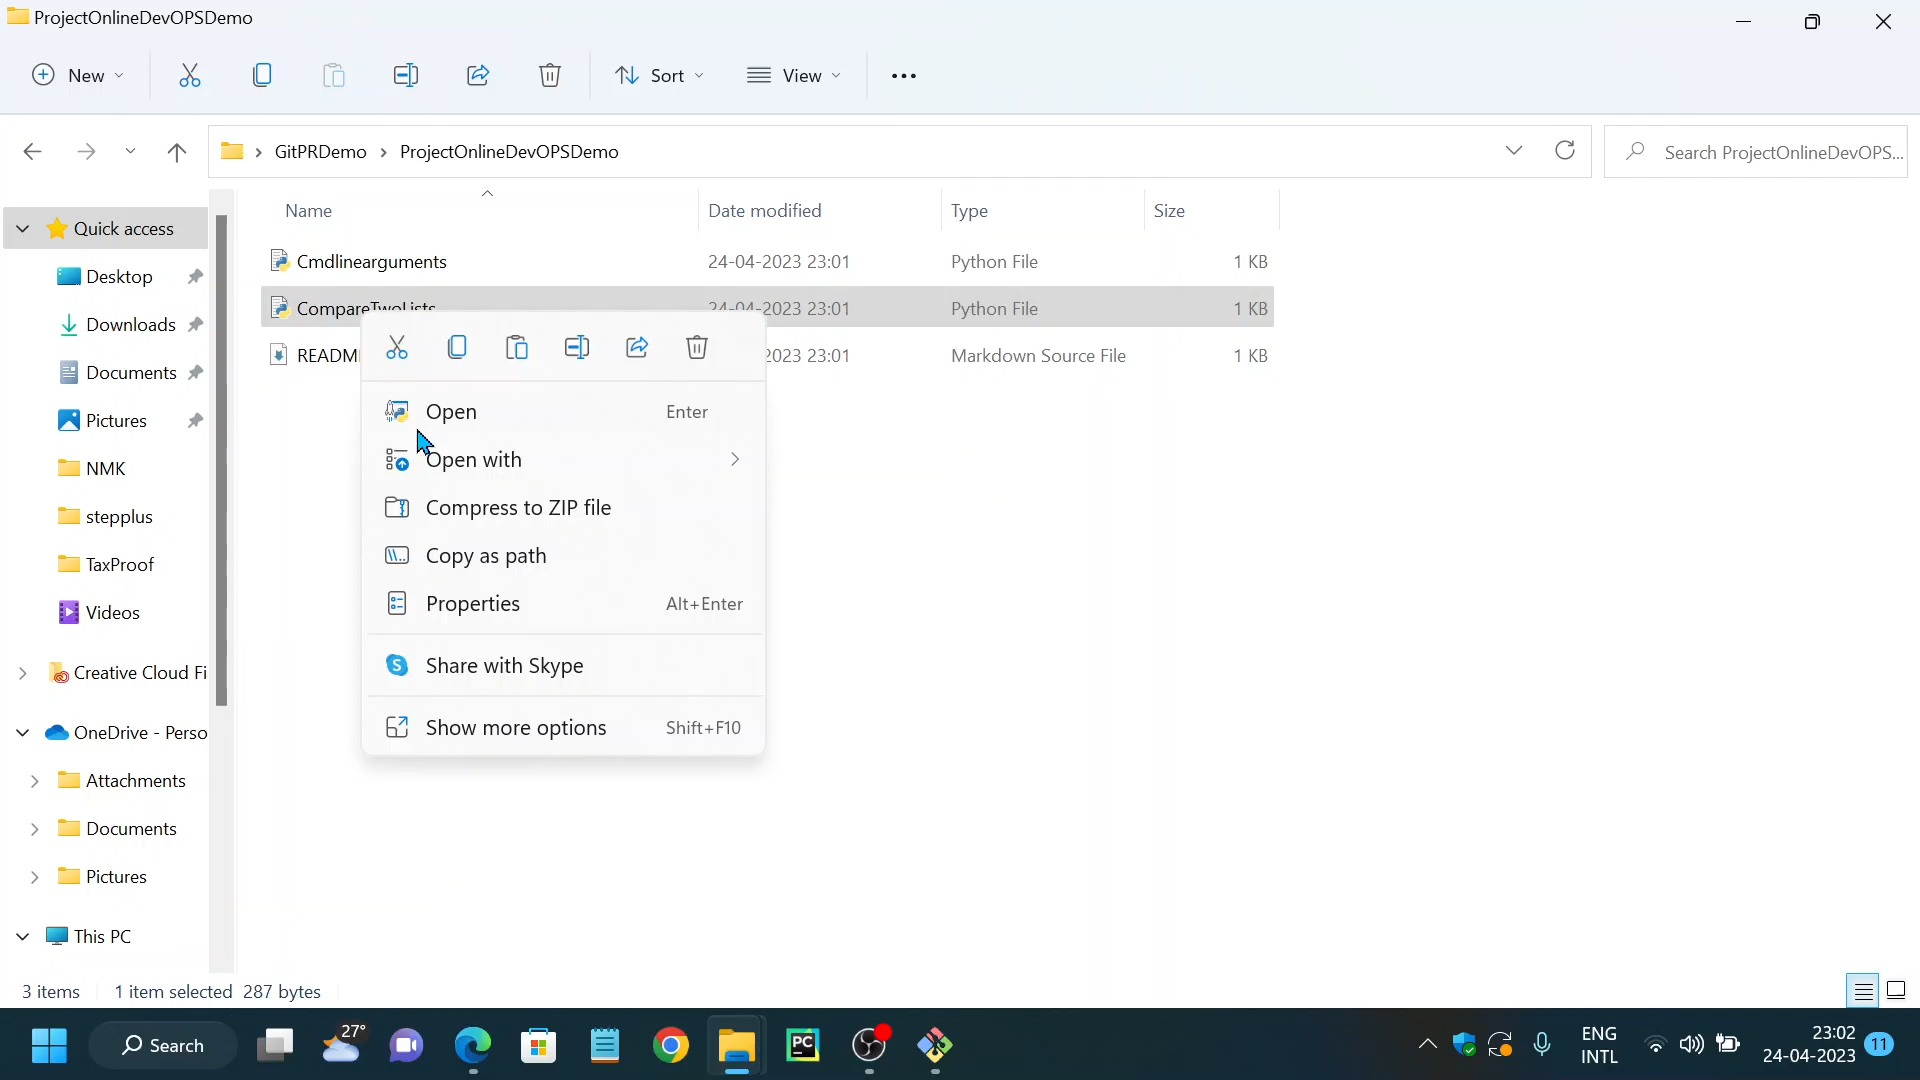 ProjectOnlineDevOPSDemo
New
Sort
View
GitPRDemo > ProjectOnlineDevOPSDemo
Search ProjectOnlineDevOPS...
Name Date modified Type Size
Quick access
Desktop
Downloads
Documents
Pictures
NMK
stepplus
TaxProof
Videos
Creative Cloud Fi
OneDrive - Perso
Attachments
Documents
Pictures
This PC
Cmdlinearguments 24-04-2023 23:01 Python File 1 KB
CompareTwoLists 24-04-2023 23:01 Python File 1 KB
READM 2023 23:01 Markdown Source File 1 KB
Open Enter
Open with
Compress to ZIP file
Copy as path
Properties Alt+Enter
Share with Skype
Show more options Shift+F10
3 items 1 item selected 287 bytes
Search
27°
PC
ENG
INTL
23:02
24-04-2023
11